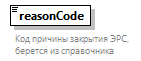 reasonCode
Код причины закрытия ЭРС,
берется из справочника